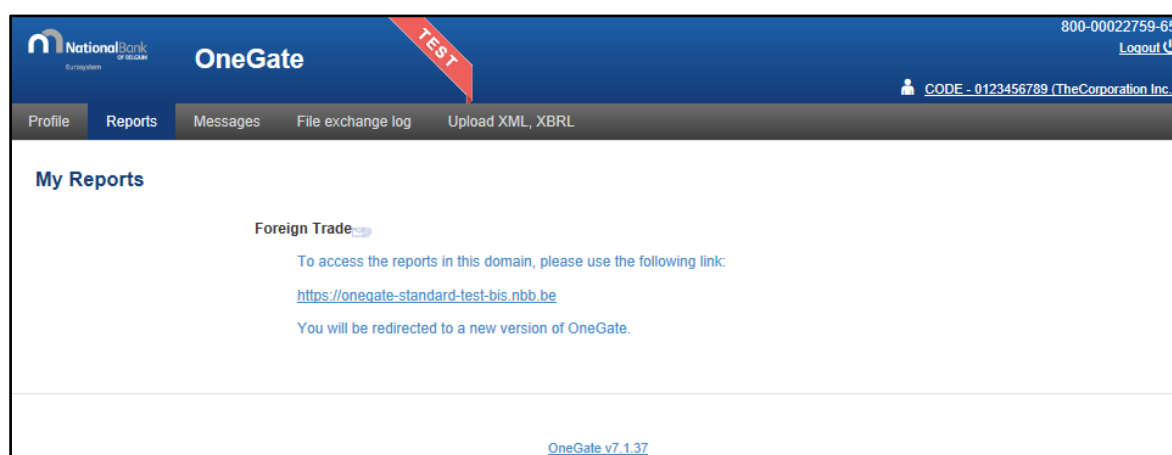 800-00022759-65
NationalBank
OF BELGIUM
Eurosystem
OneGate
TEST
Logout
CODE - 0123456789 (TheCorporation Inc.
Profile Reports Messages File exchange log Upload XML, XBRL
My Reports
Foreign Trade
To access the reports in this domain, please use the following link:
https://onegate-standard-test-bis.nbb.be
You will be redirected to a new version of OneGate.
OneGate v7.1.37